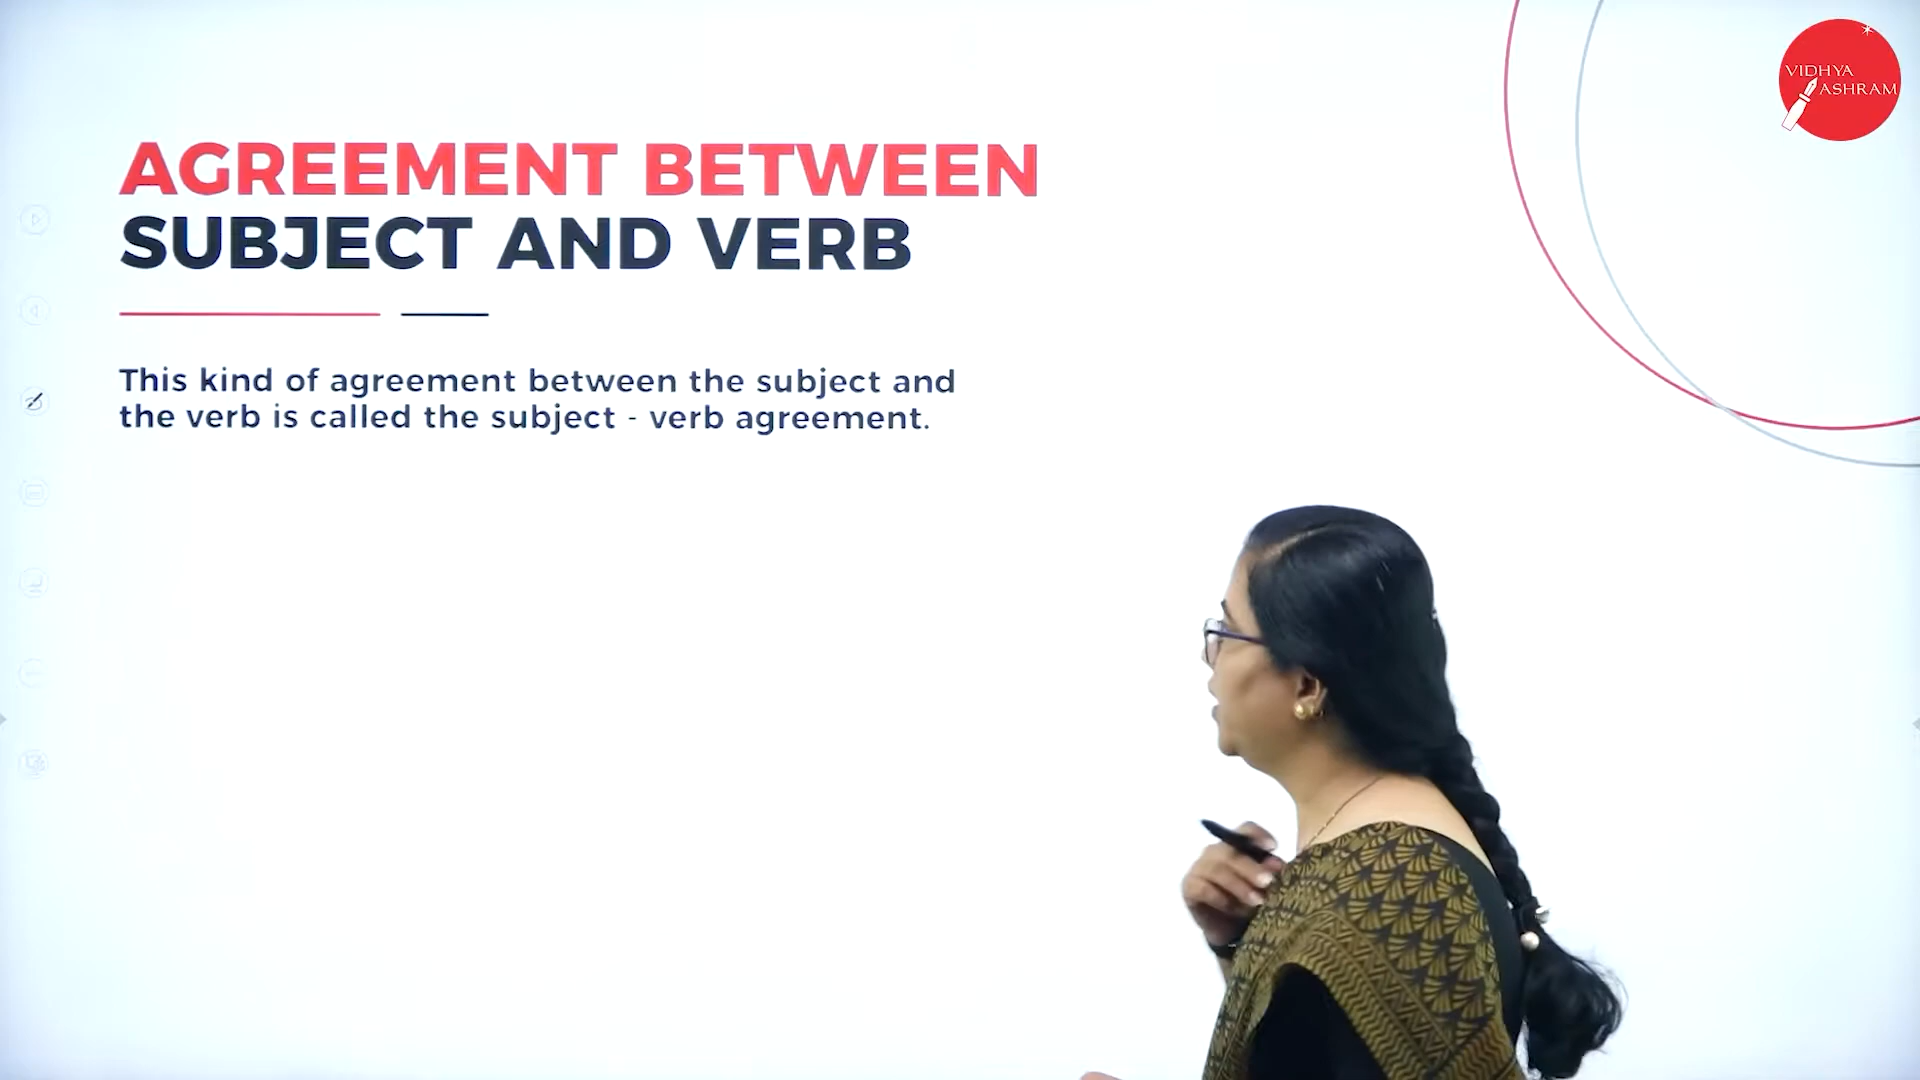 VIDHYA
ASHRAM
AGREEMENT BETWEEN
SUBJECT AND VERB
This kind of agreement between the subject and
the verb is called the subject - verb agreement.